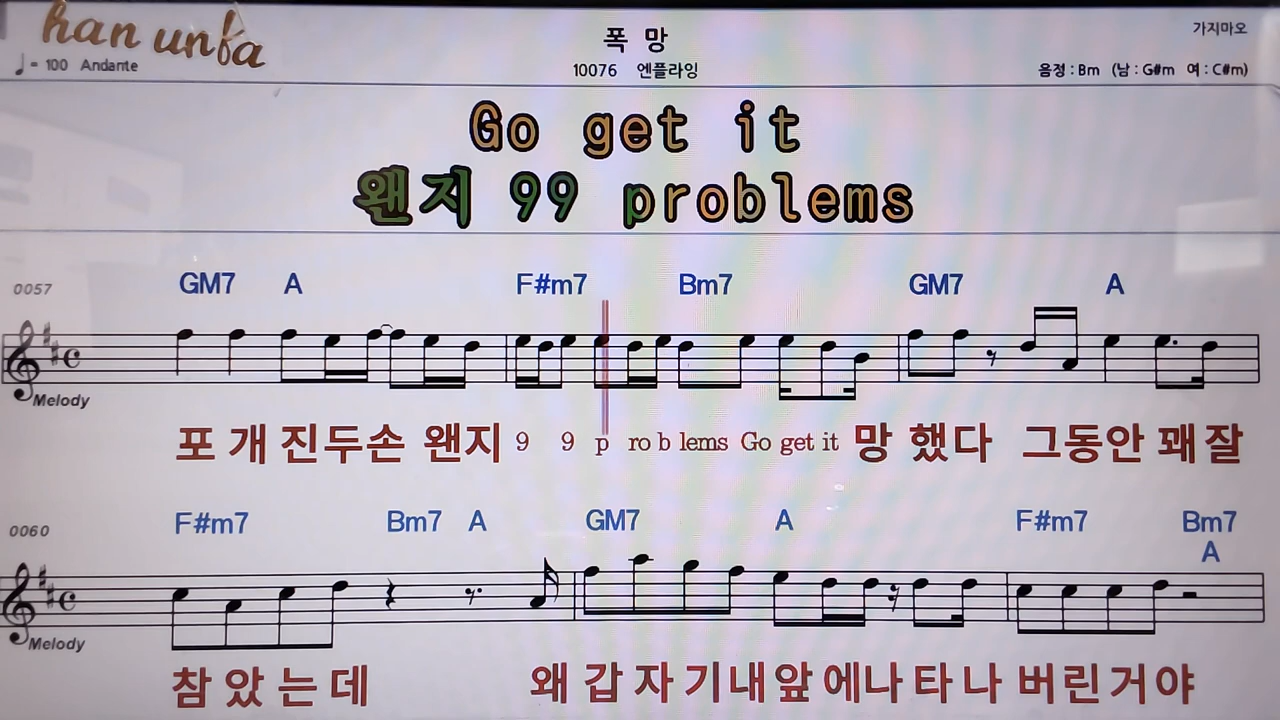 han unfa
폭 망
가지마오
♩= 100 Andante
10076 엔플라잉
음정 : Bm (남 : G#m 여 : C#m)
Go get it
왠지 99 problems
0057
GM7 A F#m7 Bm7 GM7 A
Melody
포 개 진두손 왠지 9 9 p ro b lems Go get it 망 했다 그동안 꽤 잘
0060
F#m7 Bm7 A GM7 A F#m7 Bm7
A
Melody
참 았 는 데 왜 갑 자 기 내 앞 에 나 타 나 버 린 거 야